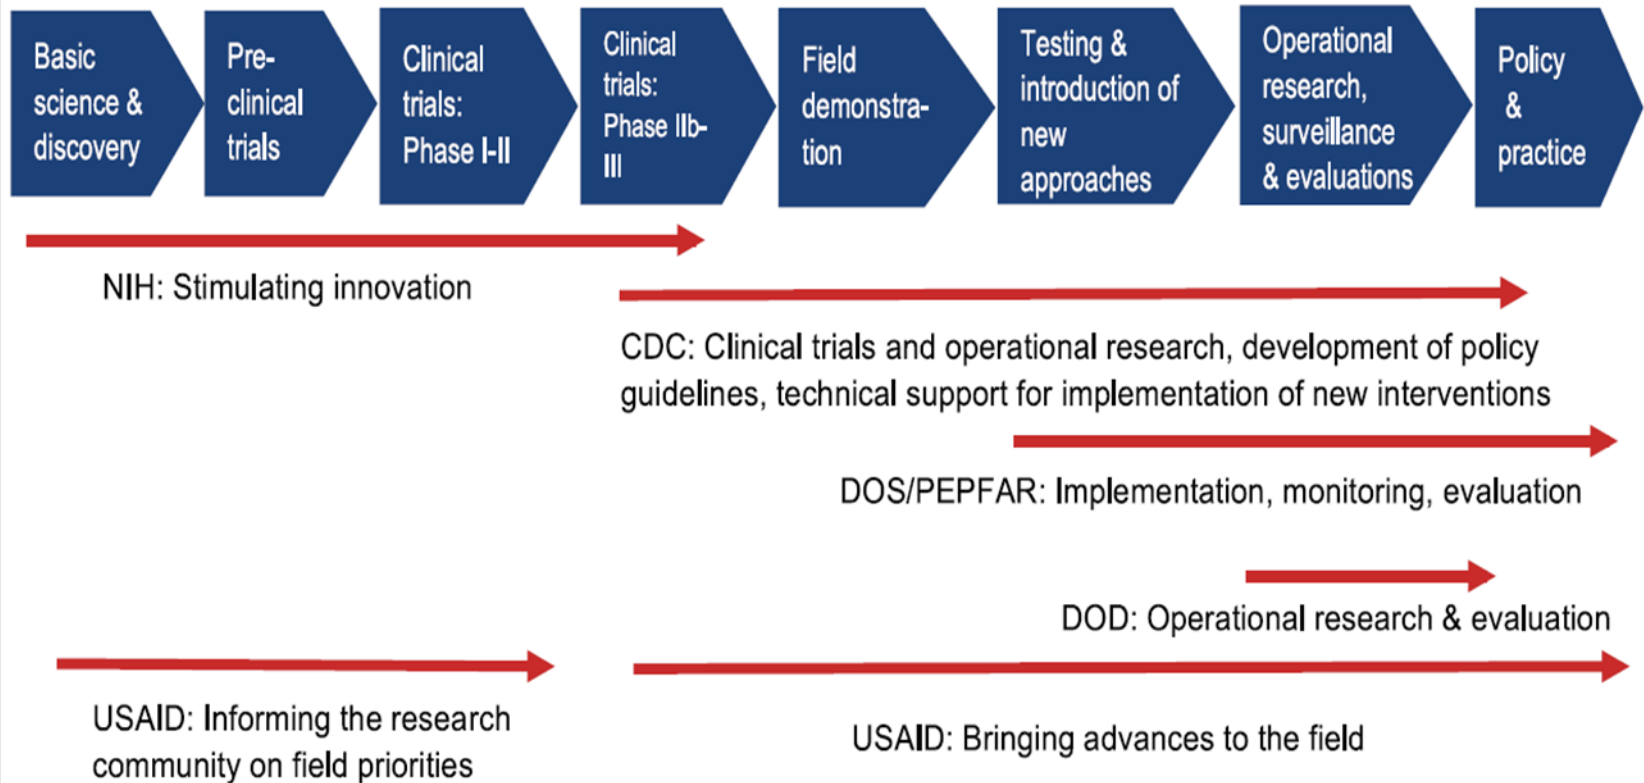 Basic
science &
discovery
Pre-
clinical
trials
Clinical
trials:
Phase I-II
Clinical
trials:
Phase IIb-
III
Field
demonstra-
tion
Testing &
introduction of
new
approaches
Operational
research,
surveillance
& evaluations
Policy
&
practice
NIH: Stimulating innovation
CDC: Clinical trials and operational research, development of policy
guidelines, technical support for implementation of new interventions
DOS/PEPFAR: Implementation, monitoring, evaluation
DOD: Operational research & evaluation
USAID: Informing the research
community on field priorities
USAID: Bringing advances to the field